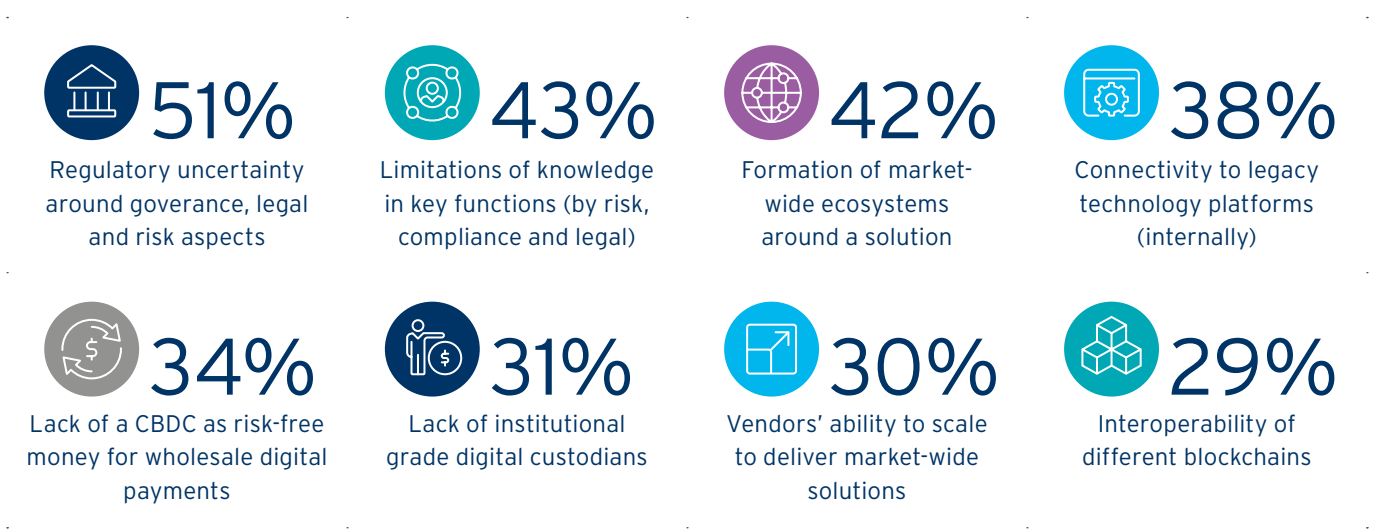 51%
Regulatory uncertainty
around goverance, legal
and risk aspects
43%
Limitations of knowledge
in key functions (by risk,
compliance and legal)
42%
Formation of market-
wide ecosystems
around a solution
38%
Connectivity to legacy
technology platforms
(internally)
$
34%
Lack of a CBDC as risk-free
money for wholesale digital
payments
$
31%
Lack of institutional
grade digital custodians
30%
Vendors’ ability to scale
to deliver market-wide
solutions
29%
Interoperability of
different blockchains